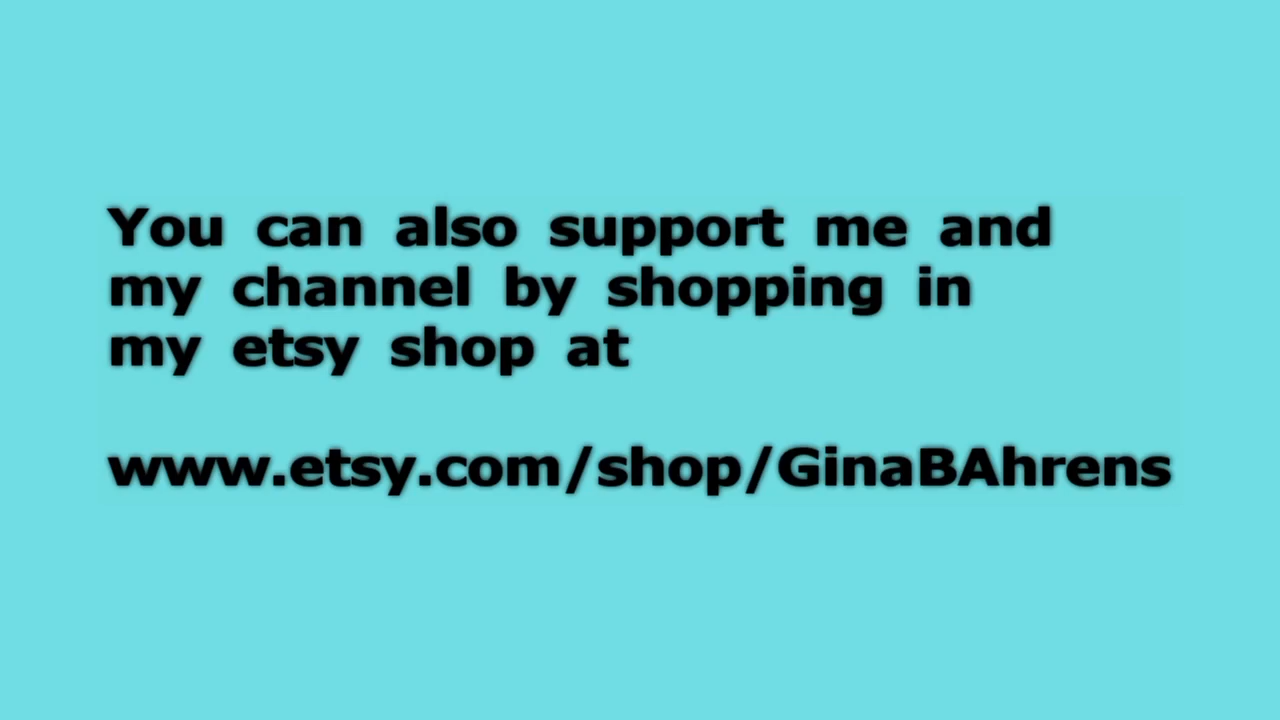 You can also support me and
my channel by shopping in
my etsy shop at
www.etsy.com/shop/GinaBAhrens